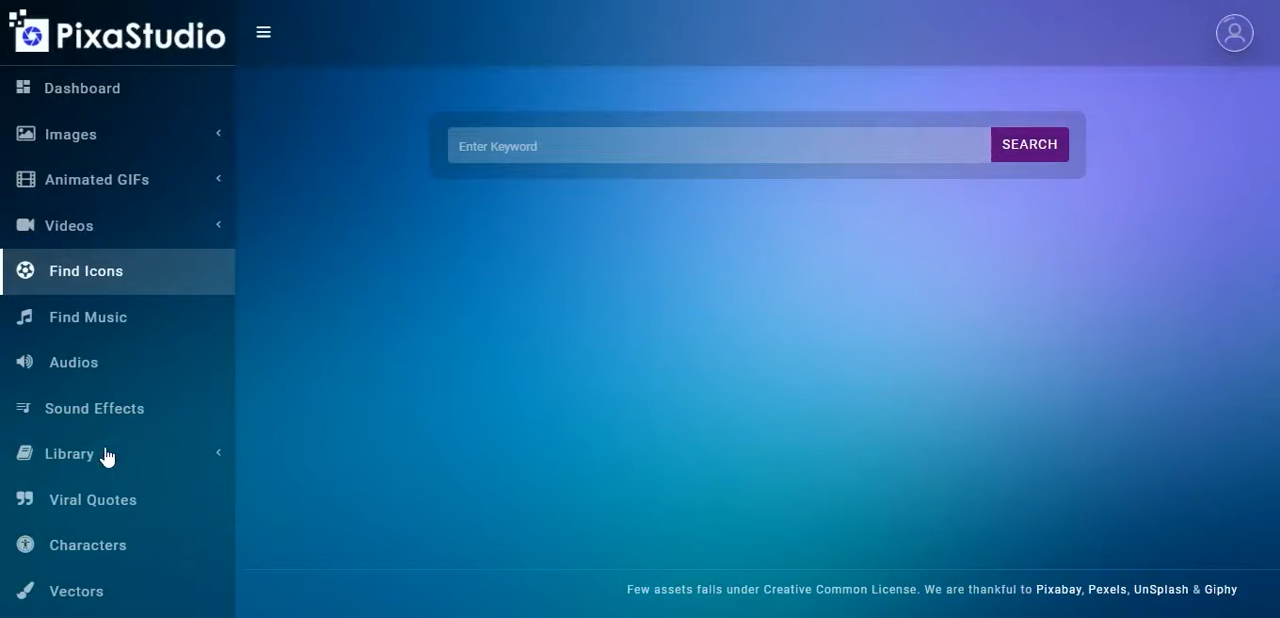 PixaStudio
Dashboard
Images
Animated GIFs
Videos
Find Icons
Find Music
Audios
Sound Effects
Library
Viral Quotes
Characters
Vectors
Enter Keyword
SEARCH
Few assets falls under Creative Common License. We are thankful to Pixabay, Pexels, UnSplash & Giphy